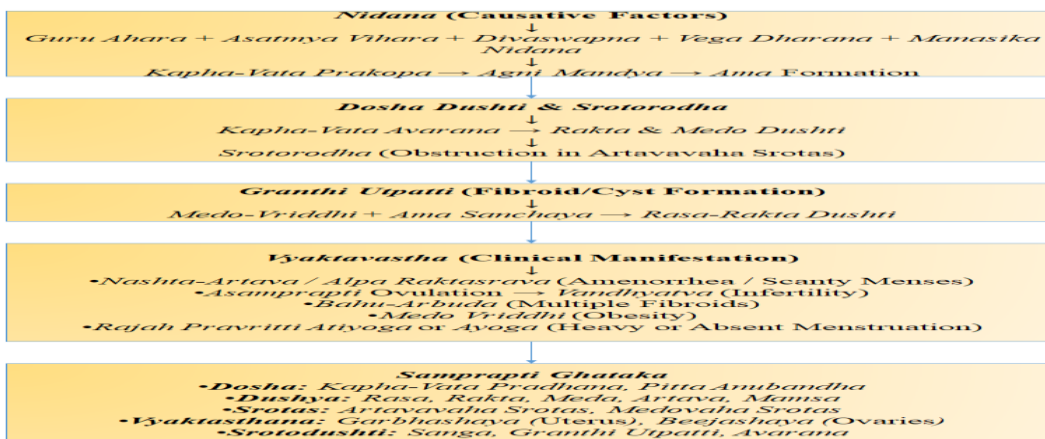 Nidana (Causative Factors)
↓
Guru Ahara + Asatmya Vihara + Divaswapna + Vega Dharana + Manasika
Nidana
↓
Kapha-Vata Prakopa → Agni Mandya → Ama Formation
Dosha Dushti & Srotorodha
↓
Kapha-Vata Avarana → Rakta & Medo Dushti
↓
Srotorodha (Obstruction in Artavavaha Srotas)
Granthi Utpatti (Fibroid/Cyst Formation)
↓
Medo-Vriddhi + Ama Sanchaya → Rasa-Rakta Dushti
Vyaktavastha (Clinical Manifestation)
↓
•Nashta-Artava / Alpa Raktasrava (Amenorrhea / Scanty Menses)
•Asamprapti Ovulation → Vandhyatva (Infertility)
•Bahu-Arbuda (Multiple Fibroids)
•Medo Vriddhi (Obesity)
•Rajah Pravritti Atiyoga or Ayoga (Heavy or Absent Menstruation)
Samprapti Ghataka
•Dosha: Kapha-Vata Pradhana, Pitta Anubandha
•Dushya: Rasa, Rakta, Meda, Artava, Mamsa
•Srotas: Artavavaha Srotas, Medovaha Srotas
•Vyaktasthana: Garbhashaya (Uterus), Beejashaya (Ovaries)
•Srotodushti: Sanga, Granthi Utpatti, Avarana